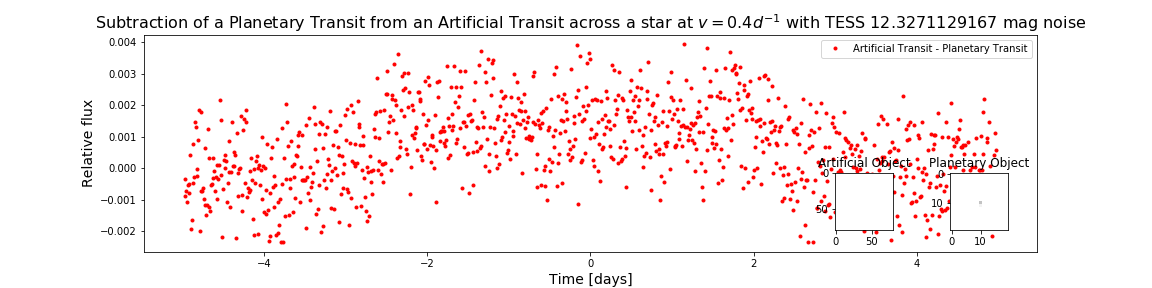 Subtraction of a Planetary Transit from an Artificial Transit across a star at v = 0.4d⁻¹ with TESS 12.3271129167 mag noise
Artificial Transit - Planetary Transit
Relative flux
0.004
0.003
0.002
0.001
0.000
−0.001
−0.002
Artificial Object
0
50
0 50
Planetary Object
0
10
0 10
−4 −2 0 2 4
Time [days]